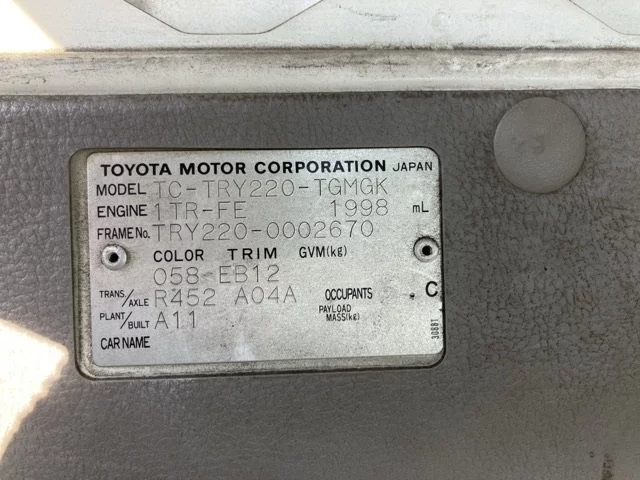 TOYOTA MOTOR CORPORATION JAPAN
MODEL TC-TRY220-TGMGK
ENGINE 1TR-FE 1998 mL
FRAME No. TRY220-0002670
COLOR TRIM GVM(kg)
058 EB12
TRANS/AXLE R452 A04A OCCUPANTS C
PLANT/BUILT A11 PAYLOAD MASS(kg)
CAR NAME
30881